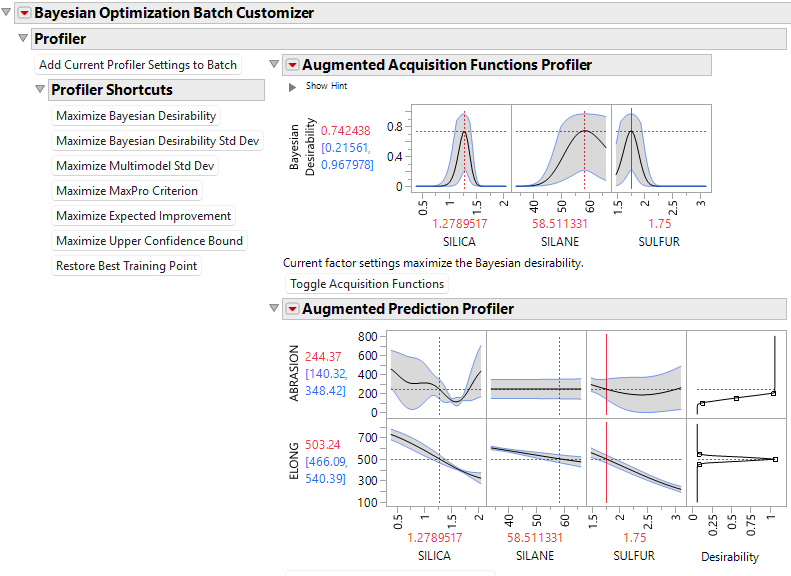 Bayesian Optimization Batch Customizer
Profiler
Add Current Profiler Settings to Batch
Profiler Shortcuts
Maximize Bayesian Desirability
Maximize Bayesian Desirability Std Dev
Maximize Multimodel Std Dev
Maximize MaxPro Criterion
Maximize Expected Improvement
Maximize Upper Confidence Bound
Restore Best Training Point
Augmented Acquisition Functions Profiler
Show Hint
Bayesian
Desirability
0.742438
[0.21561,
0.967978]
0.8
0.4
0
0.5 1 1.5 2 40 50 60 1.5 2 2.5 3
1.2789517 58.511331 1.75
SILICA SILANE SULFUR
Current factor settings maximize the Bayesian desirability.
Toggle Acquisition Functions
Augmented Prediction Profiler
ABRASION
244.37
[140.32,
348.42]
800
600
400
200
0
ELONG
503.24
[466.09,
540.39]
700
500
300
100
0.5 1 1.5 2 40 50 60 1.5 2 2.5 3 0 0.25 0.5 0.75 1
1.2789517 58.511331 1.75
SILICA SILANE SULFUR Desirability